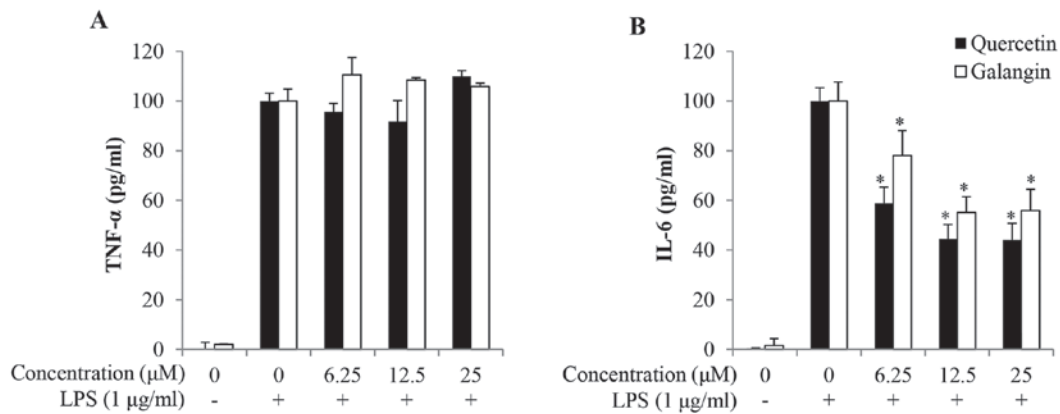 A
TNF-α (pg/ml)
120
100
80
60
40
20
0
Concentration (μM) 0 0 6.25 12.5 25
LPS (1 μg/ml) - + + + +
B
Quercetin
Galangin
IL-6 (pg/ml)
120
100
80
60
40
20
0
* * * * * *
Concentration (μM) 0 0 6.25 12.5 25
LPS (1 μg/ml) - + + + +